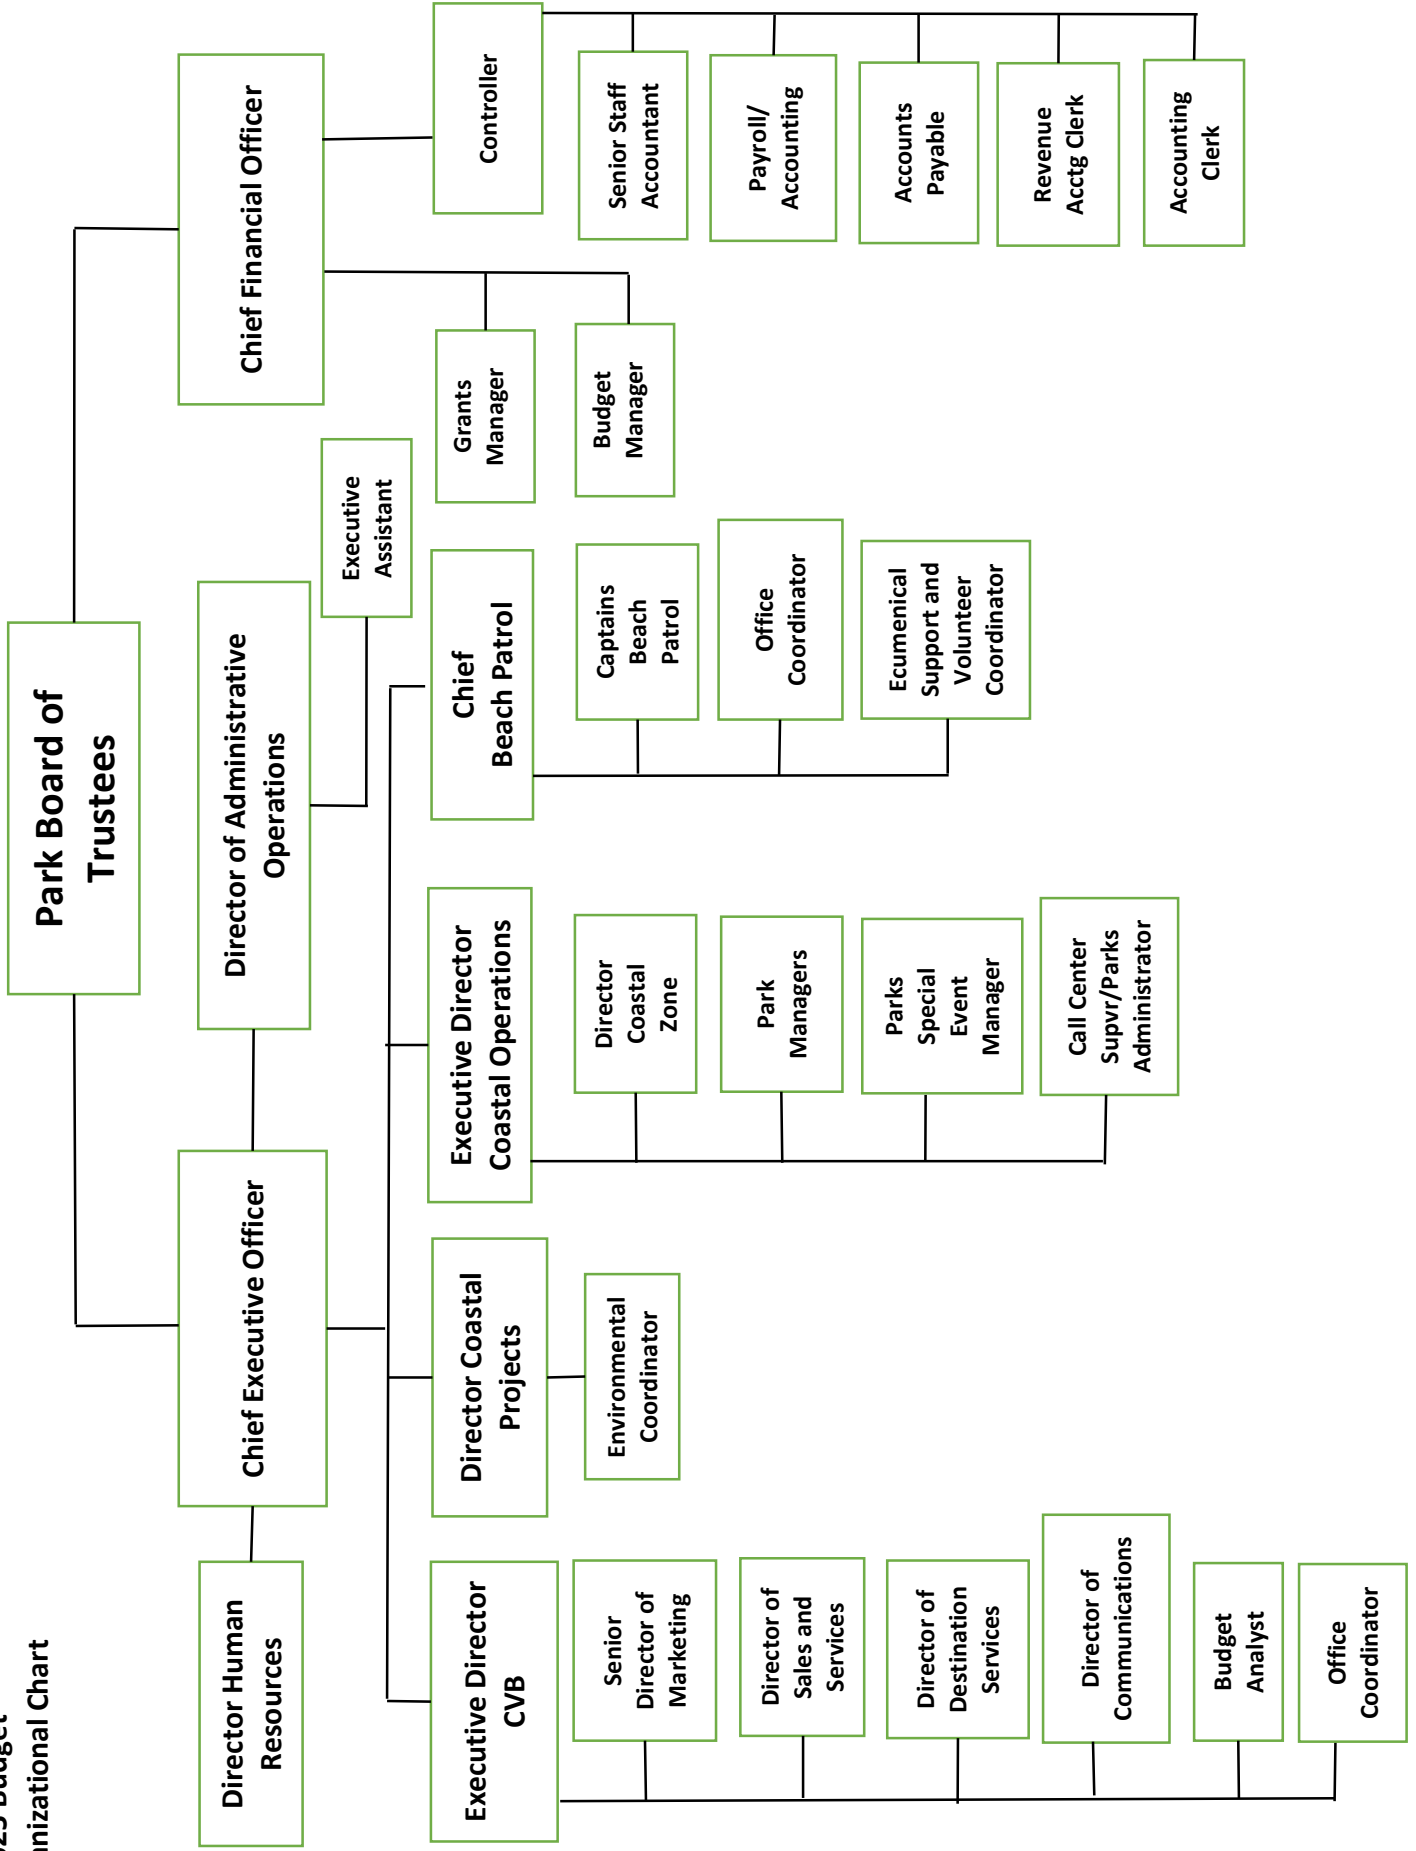 Budget
Organizational Chart
Park Board of
Trustees
Director Human
Resources
Chief Executive Officer
Director of Administrative
Operations
Chief Financial Officer
Executive
Assistant
Executive Director
CVB
Director Coastal
Projects
Executive Director
Coastal Operations
Chief
Beach Patrol
Grants
Manager
Budget
Manager
Controller
Senior
Director of
Marketing
Director of
Sales and
Services
Director of
Destination
Services
Director of
Communications
Budget
Analyst
Office
Coordinator
Environmental
Coordinator
Director
Coastal
Zone
Park
Managers
Parks
Special
Event
Manager
Call Center
Supvr/Parks
Administrator
Captains
Beach
Patrol
Office
Coordinator
Ecumenical
Support and
Volunteer
Coordinator
Senior Staff
Accountant
Payroll/
Accounting
Accounts
Payable
Revenue
Acctg Clerk
Accounting
Clerk